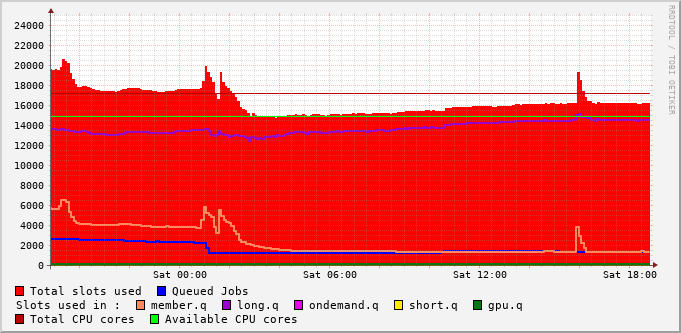 24000
22000
20000
18000
16000
14000
12000
10000
8000
6000
4000
2000
0
Sat 00:00 Sat 06:00 Sat 12:00 Sat 18:00
RRDTOOL / TOBI OETIKER
Total slots used Queued Jobs
Slots used in : member.q long.q ondemand.q short.q gpu.q
Total CPU cores Available CPU cores